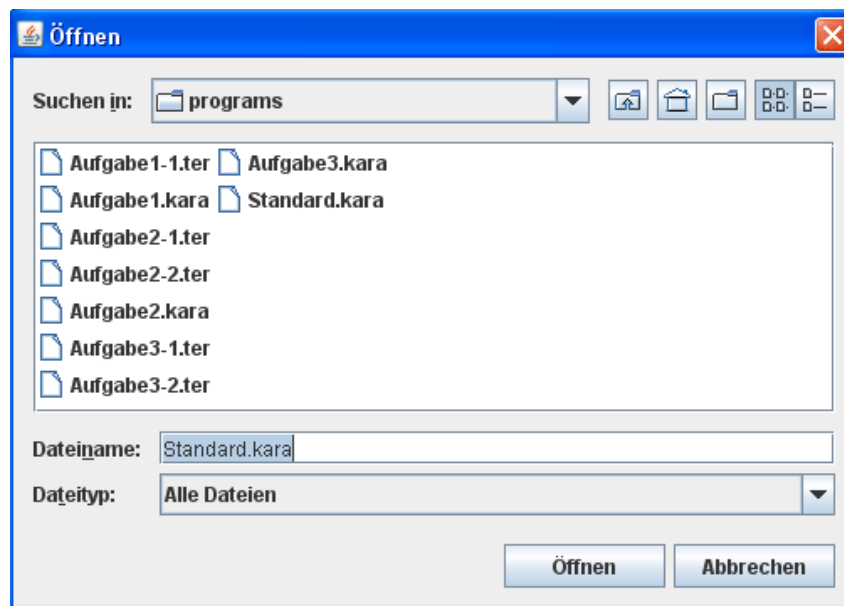 Öffnen
Suchen in: programs
Aufgabe1-1.ter Aufgabe3.kara
Aufgabe1.kara Standard.kara
Aufgabe2-1.ter
Aufgabe2-2.ter
Aufgabe2.kara
Aufgabe3-1.ter
Aufgabe3-2.ter
Dateiname: Standard.kara
Dateityp: Alle Dateien
Öffnen Abbrechen